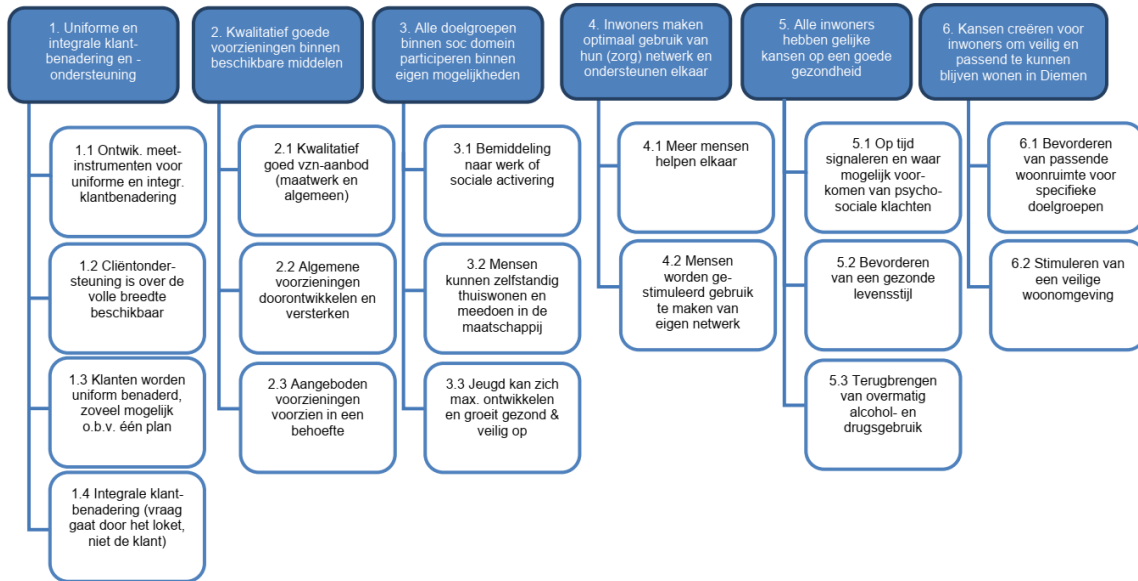 1. Uniforme en
integrale klant-
benadering en -
ondersteuning
1.1 Ontwik. meet-
instrumenten voor
uniforme en integr.
klantbenadering
1.2 Cliëntonder-
steuning is over de
volle breedte
beschikbaar
1.3 Klanten worden
uniform benaderd,
zoveel mogelijk
o.b.v. één plan
1.4 Integrale klant-
benadering (vraag
gaat door het loket,
niet de klant)
2. Kwalitatief goede
voorzieningen binnen
beschikbare middelen
2.1 Kwalitatief
goed vzn-aanbod
(maatwerk en
algemeen)
2.2 Algemene
voorzieningen
doorontwikkelen en
versterken
2.3 Aangeboden
voorzieningen
voorzien in een
behoefte
3. Alle doelgroepen
binnen soc domein
participeren binnen
eigen mogelijkheden
3.1 Bemiddeling
naar werk of
sociale activering
3.2 Mensen
kunnen zelfstandig
thuiswonen en
meedoen in de
maatschappij
3.3 Jeugd kan zich
max. ontwikkelen
en groeit gezond &
veilig op
4. Inwoners maken
optimaal gebruik van
hun (zorg) netwerk en
ondersteunen elkaar
4.1 Meer mensen
helpen elkaar
4.2 Mensen
worden ge-
stimuleerd gebruik
te maken van
eigen netwerk
5. Alle inwoners
hebben gelijke
kansen op een goede
gezondheid
5.1 Op tijd
signaleren en waar
mogelijk voor-
komen van psycho-
sociale klachten
5.2 Bevorderen
van een gezonde
levensstijl
5.3 Terugbrengen
van overmatig
alcohol- en
drugsgebruik
6. Kansen creëren voor
inwoners om veilig en
passend te kunnen
blijven wonen in Diemen
6.1 Bevorderen
van passende
woonruimte voor
specifieke
doelgroepen
6.2 Stimuleren van
een veilige
woonomgeving